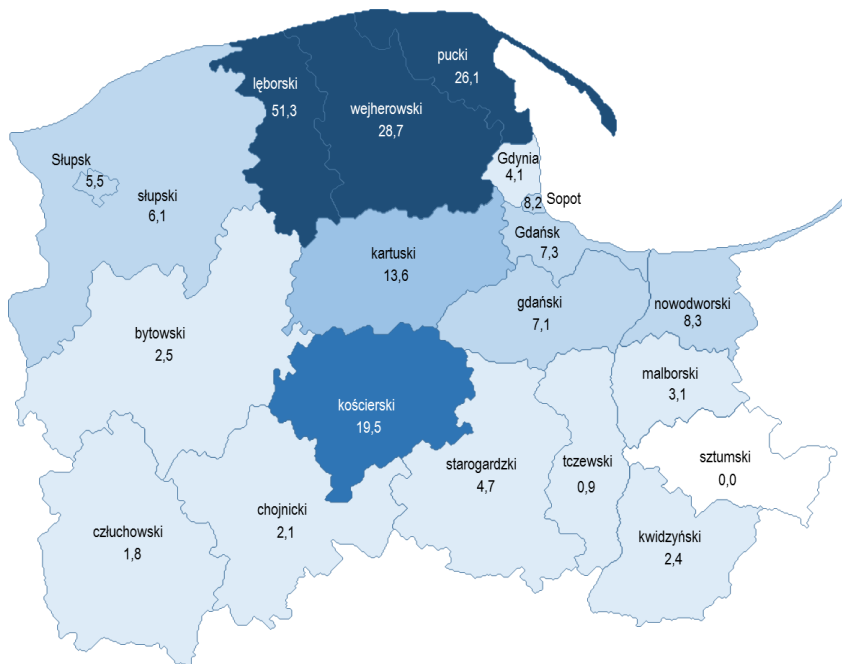 pucki
26,1
lęborski
51,3
wejherowski
28,7
Gdynia
4,1
Słupsk
5,5
słupski
6,1
8,2
Sopot
Gdańsk
7,3
kartuski
13,6
gdański
7,1
nowodworski
8,3
bytowski
2,5
malborski
3,1
kościerski
19,5
sztumski
0,0
starogardzki
4,7
tczewski
0,9
chojnicki
2,1
człuchowski
1,8
kwidzyński
2,4